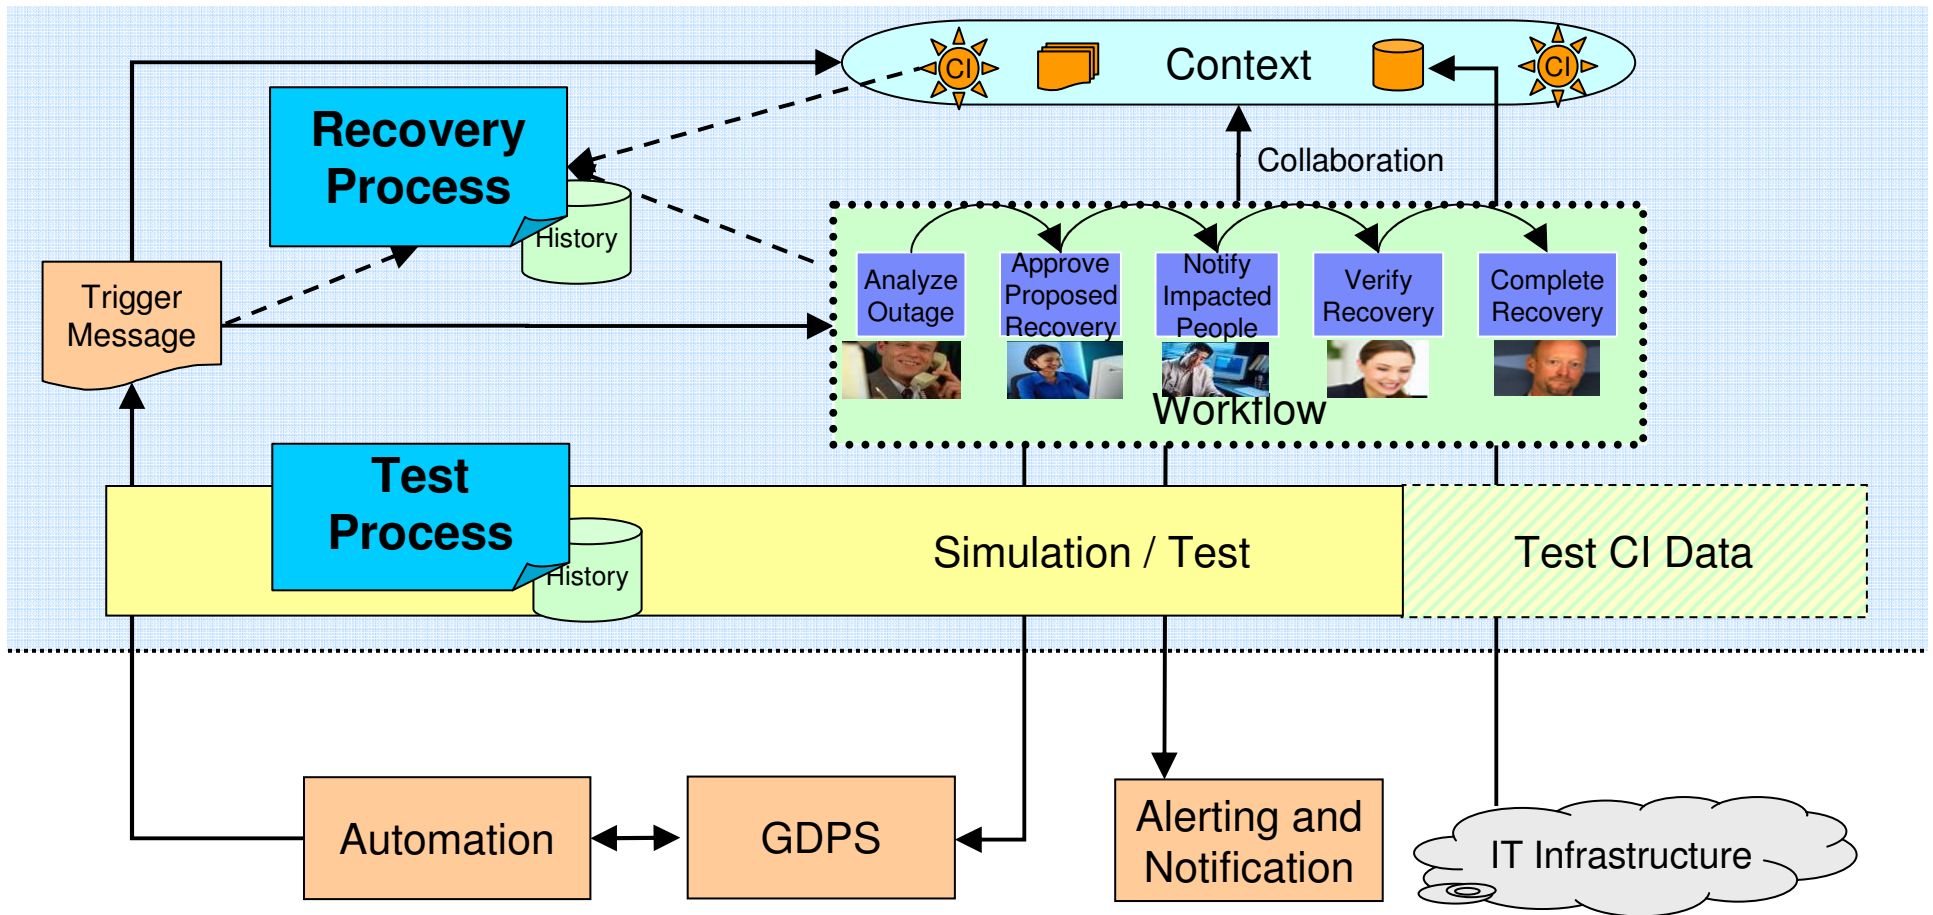 CI
Context
CI
Recovery
Process
Collaboration
History
Analyze
Outage
Approve
Proposed
Recovery
Notify
Impacted
People
Verify
Recovery
Complete
Recovery
Trigger
Message
Workflow
Test
Process
History
Simulation / Test
Test CI Data
Automation
GDPS
Alerting and
Notification
IT Infrastructure